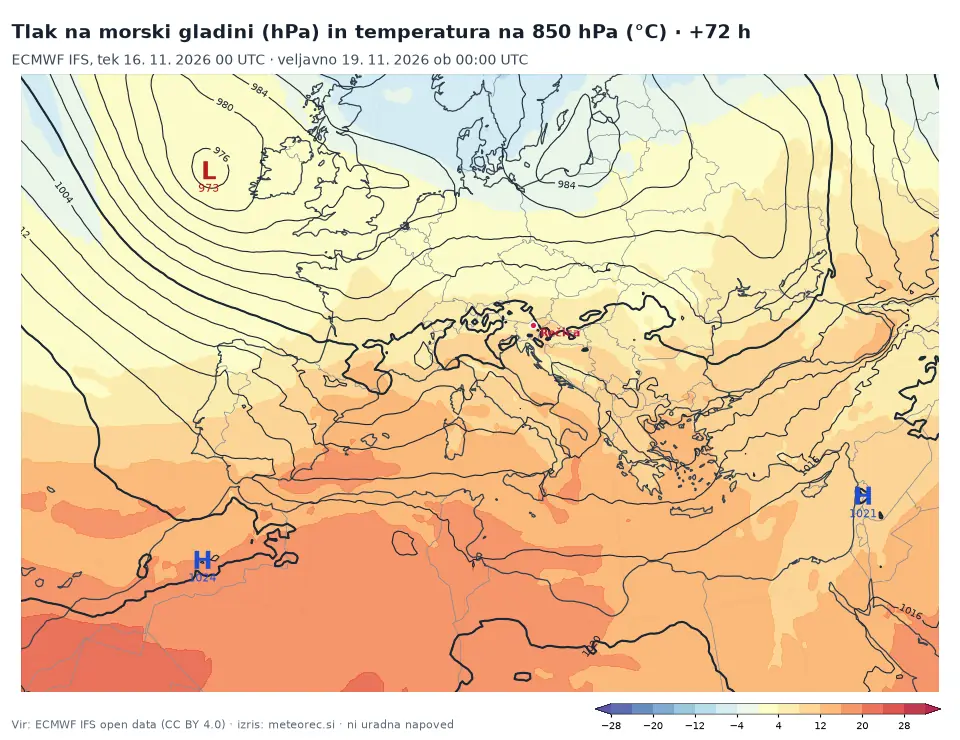 Tlak na morski gladini (hPa) in temperatura na 850 hPa (°C) · +72 h
ECMWF IFS, tek 16. 11. 2026 00 UTC · veljavno 19. 11. 2026 ob 00:00 UTC
984
980
976
L
973
1004
12
984
1016
H
1021
H
1024
1016
Vir: ECMWF IFS open data (CC BY 4.0) · izris: meteorec.si · ni uradna napoved
−28 −20 −12 −4 4 12 20 28